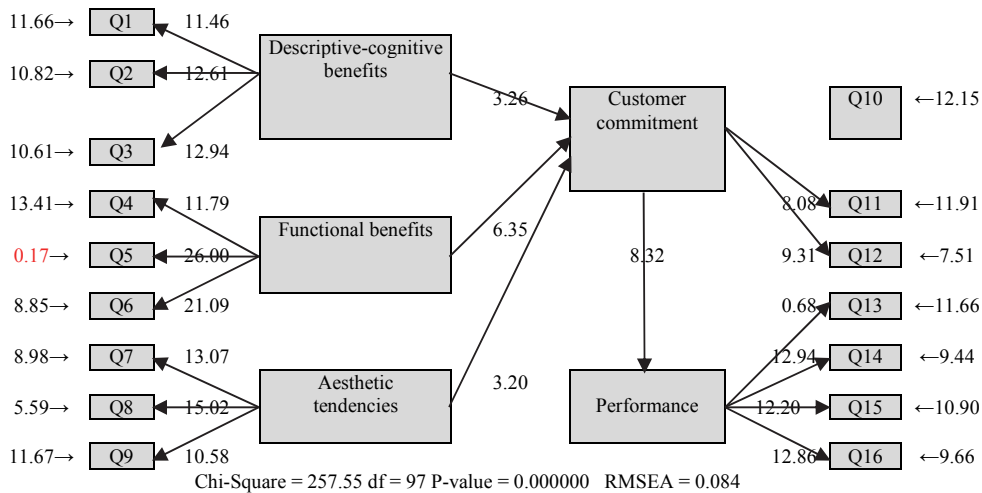 11.66→ Q1 11.46
Descriptive-cognitive
benefits
10.82→ Q2 12.61
3.26
Customer
commitment
Q10 ←12.15
10.61→ Q3 12.94
13.41→ Q4 11.79
8.08 Q11 ←11.91
Functional benefits
6.35
0.17→ Q5 26.00
8.32
9.31 Q12 ←7.51
8.85→ Q6 21.09
0.68 Q13 ←11.66
8.98→ Q7 13.07
12.94 Q14 ←9.44
Aesthetic
tendencies
3.20
5.59→ Q8 15.02
Performance
12.20 Q15 ←10.90
11.67→ Q9 10.58
12.86 Q16 ←9.66
Chi-Square = 257.55 df = 97 P-value = 0.000000 RMSEA = 0.084